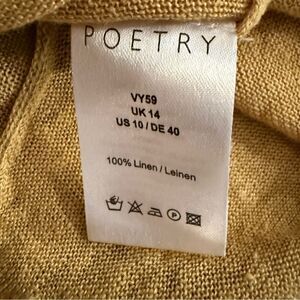 POETRY
VY59
UK 14
US 10 / DE 40
100% Linen / Leinen
P